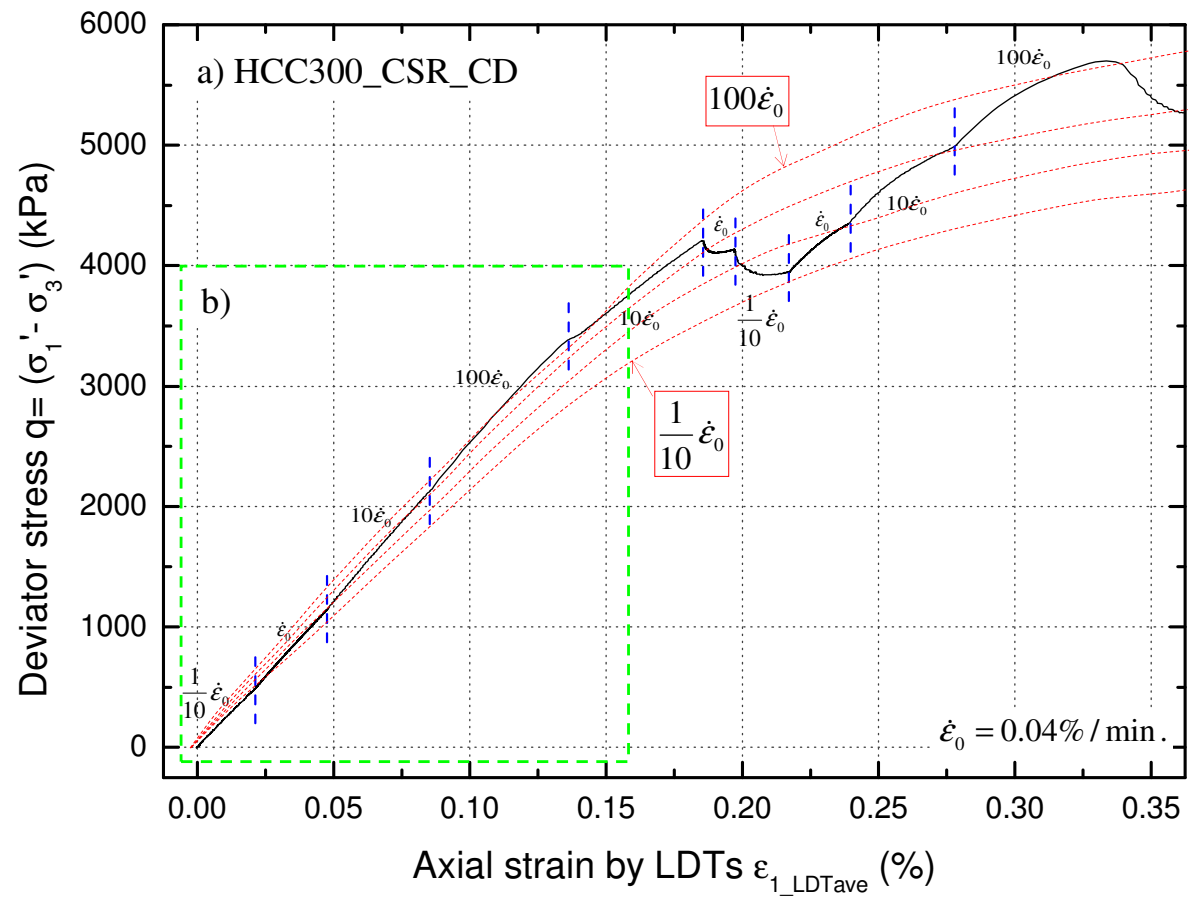 a) HCC300_CSR_CD
b)
Deviator stress q= (σ₁' - σ₃') (kPa)
6000
5000
4000
3000
2000
1000
0
0.00 0.05 0.10 0.15 0.20 0.25 0.30 0.35
Axial strain by LDTs ε₁_LDTave (%)
1/10 ε̇₀
ε̇₀
10ε̇₀
100ε̇₀
10ε̇₀
ε̇₀
1/10 ε̇₀
ε̇₀
10ε̇₀
100ε̇₀
100ε̇₀
1/10 ε̇₀
ε̇₀ = 0.04% / min.